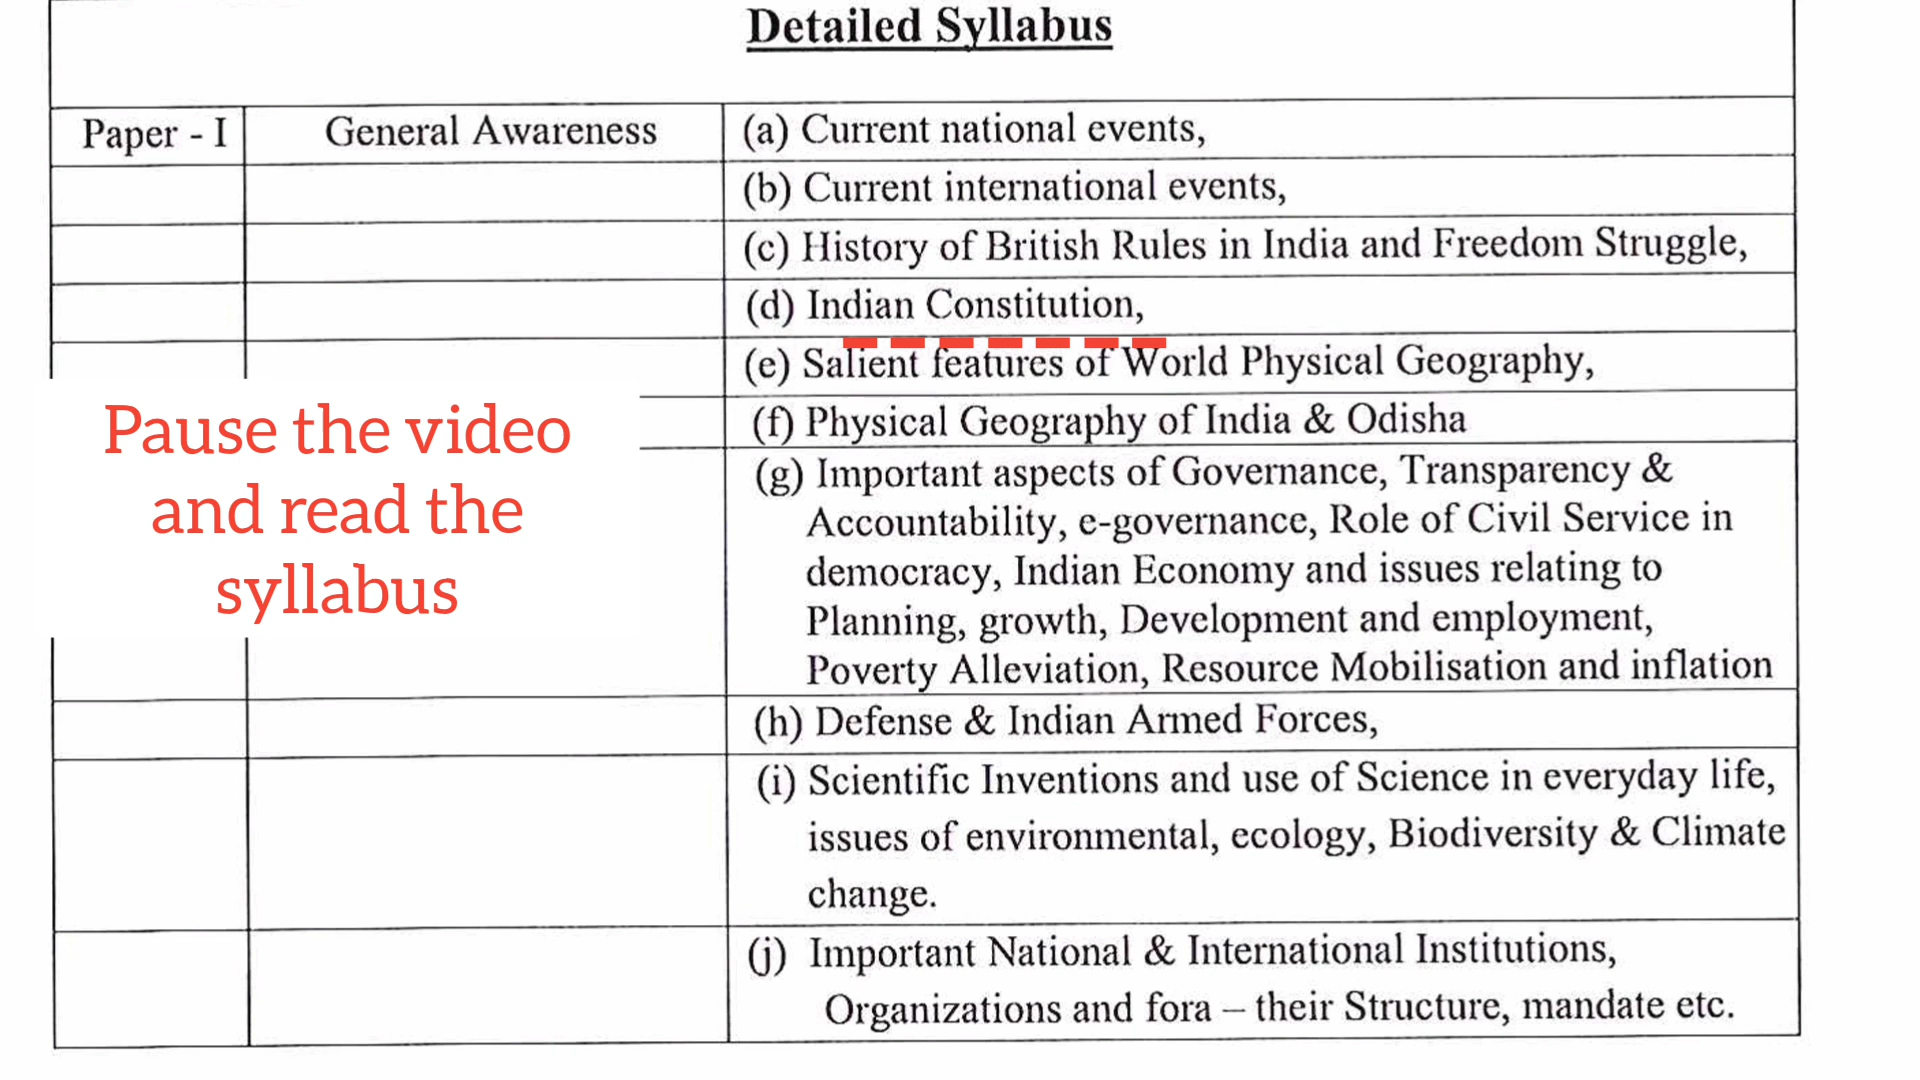 Detailed Syllabus
Paper - I General Awareness (a) Current national events,
(b) Current international events,
(c) History of British Rules in India and Freedom Struggle,
(d) Indian Constitution,
(e) Salient features of World Physical Geography,
(f) Physical Geography of India & Odisha
(g) Important aspects of Governance, Transparency &
Accountability, e-governance, Role of Civil Service in
democracy, Indian Economy and issues relating to
Planning, growth, Development and employment,
Poverty Alleviation, Resource Mobilisation and inflation
(h) Defense & Indian Armed Forces,
(i) Scientific Inventions and use of Science in everyday life,
issues of environmental, ecology, Biodiversity & Climate
change.
(j) Important National & International Institutions,
Organizations and fora – their Structure, mandate etc.
Pause the video
and read the
syllabus